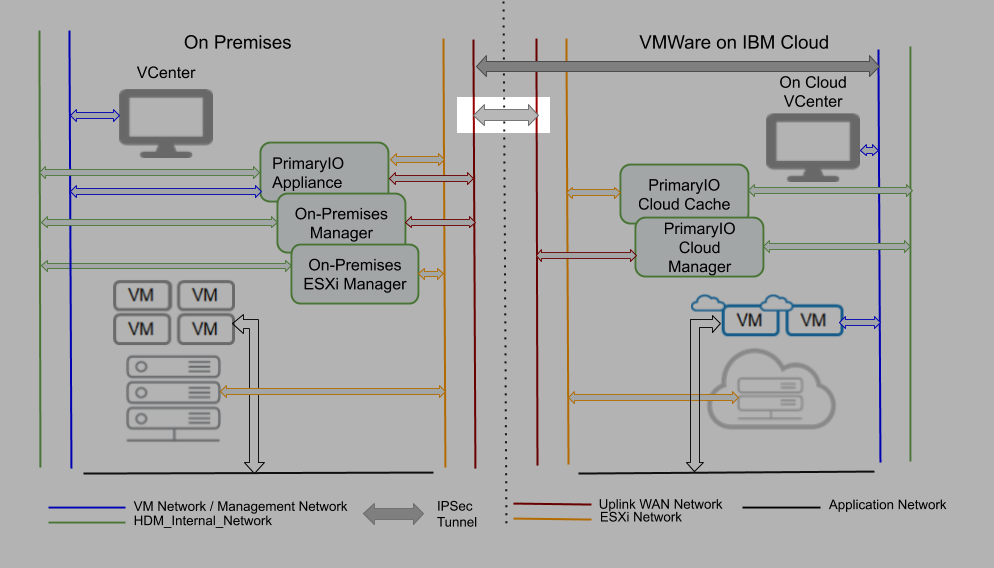 On Premises
VMWare on IBM Cloud
VCenter
On Cloud
VCenter
PrimaryIO
Appliance
On-Premises
Manager
On-Premises
ESXi Manager
PrimaryIO
Cloud Cache
PrimaryIO
Cloud
Manager
VM
VM
VM
VM
VM
VM
VM Network / Management Network
HDM_Internal_Network
IPSec
Tunnel
Uplink WAN Network
ESXi Network
Application Network